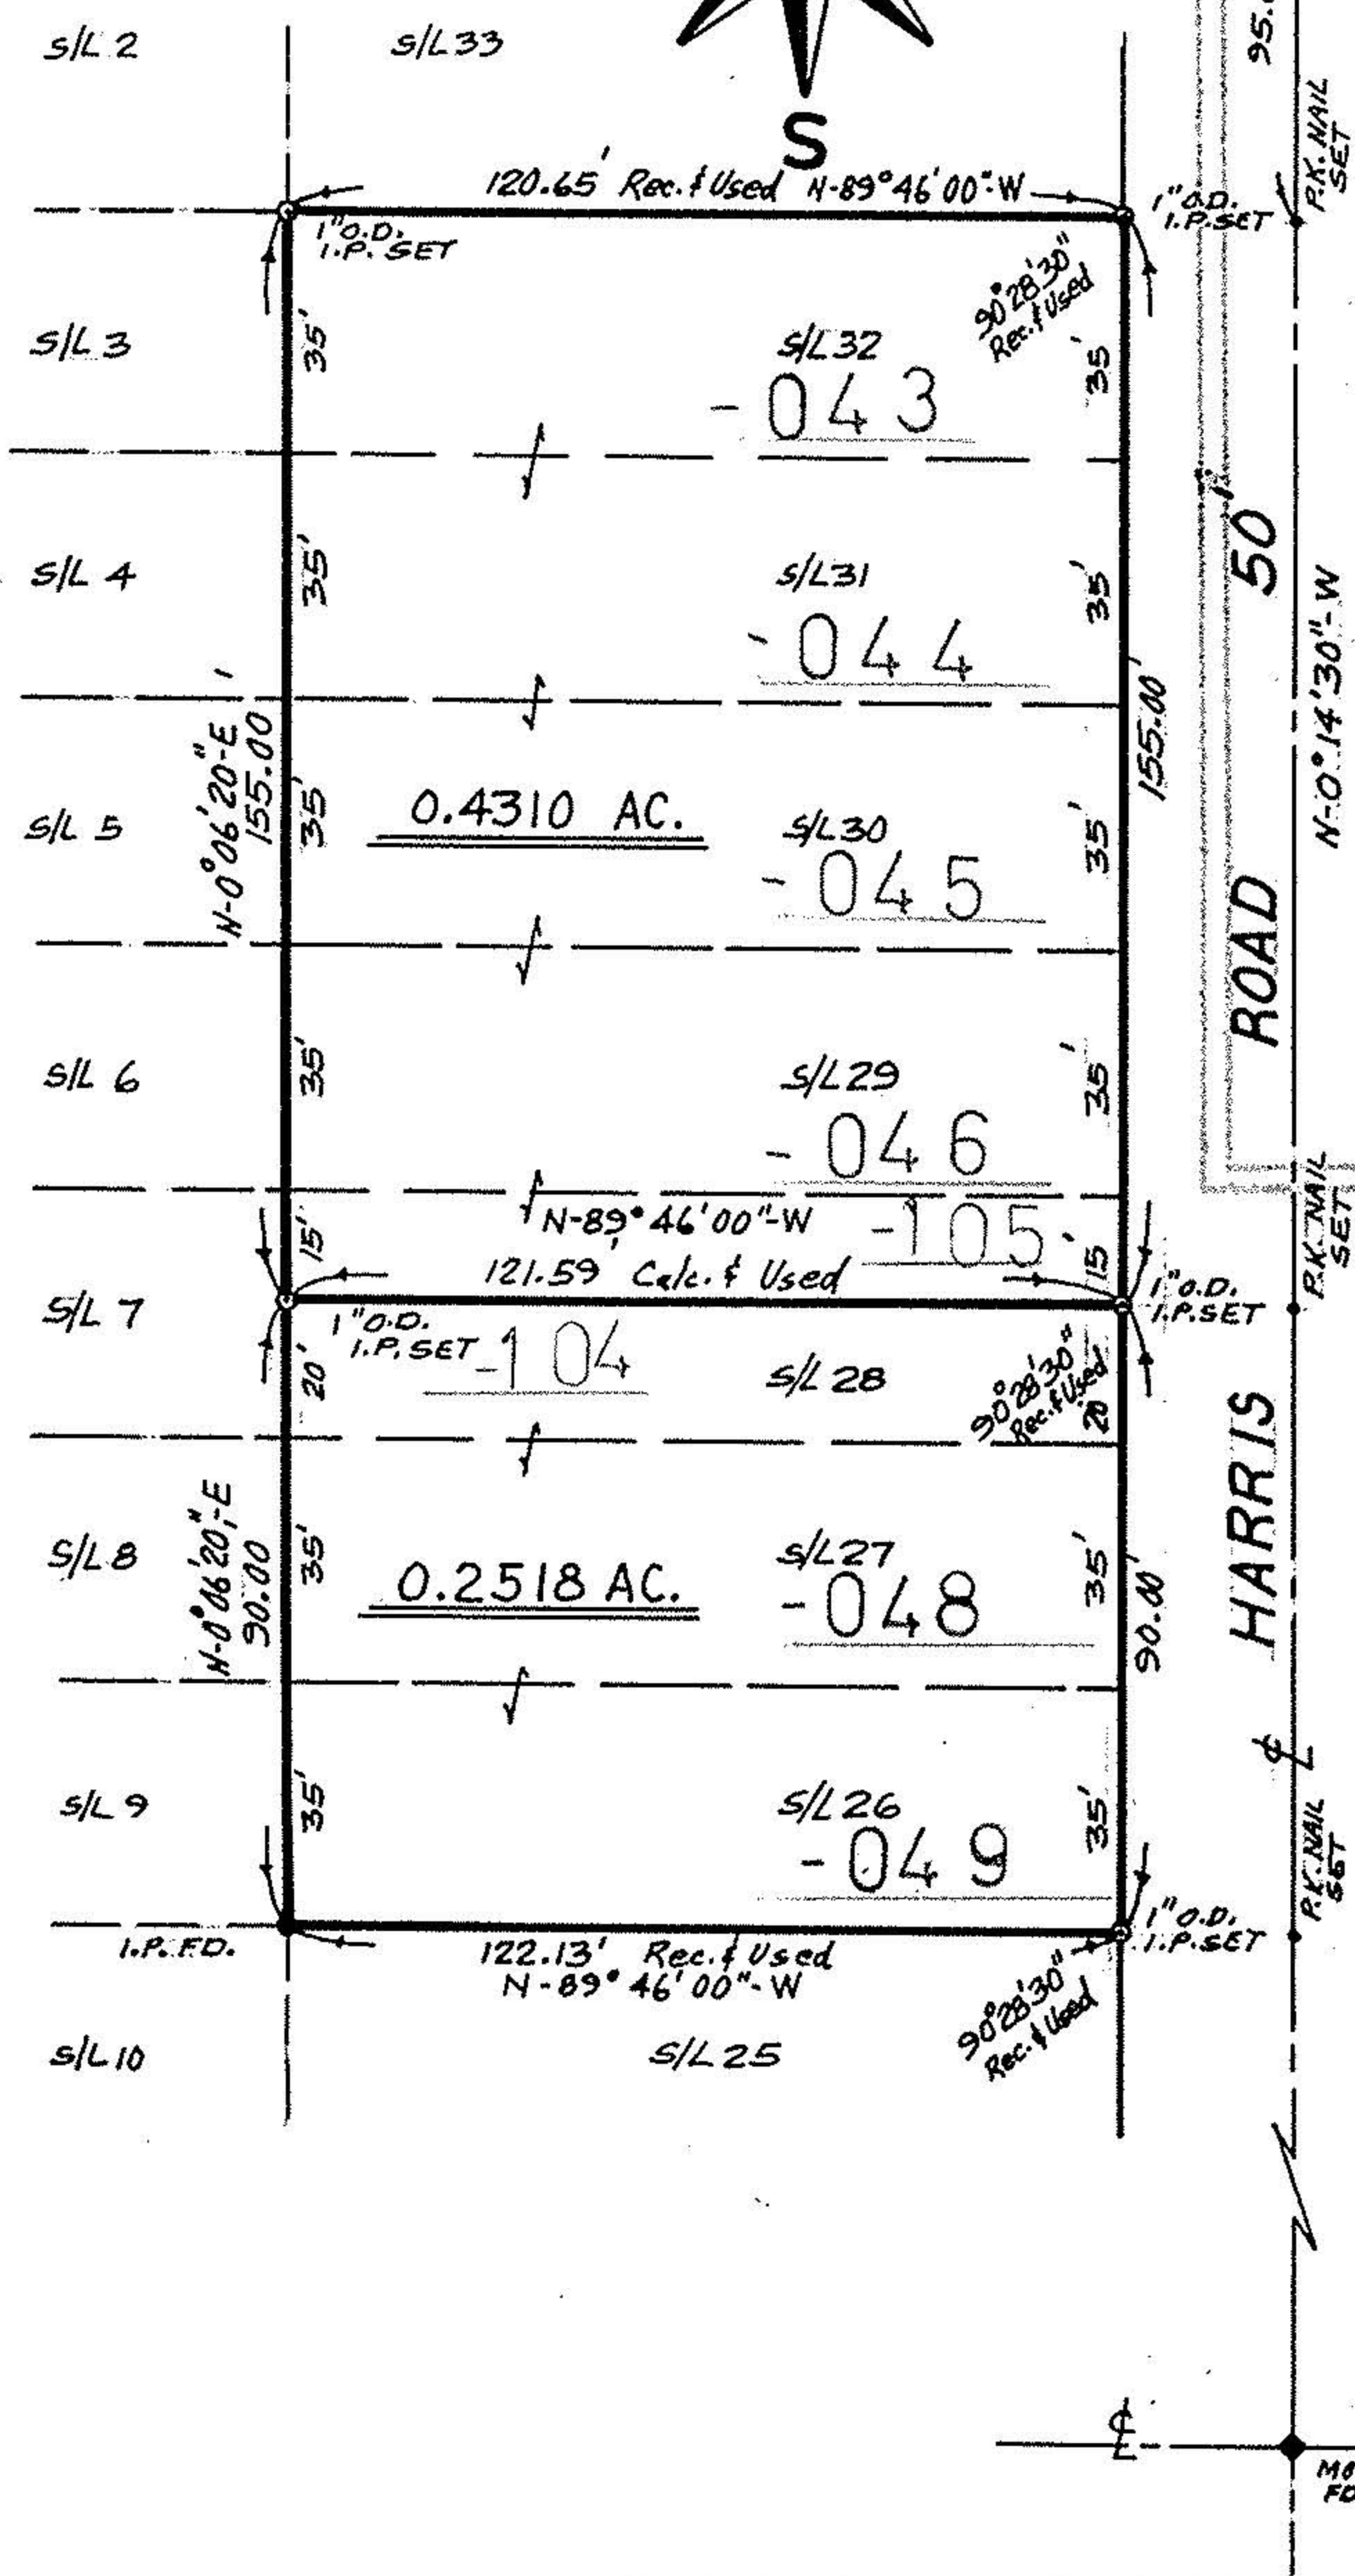 S/L 2
S/L 33
95.
P.K. NAIL
SET
S
120.65' Rec. & Used N-89°46'00"-W
1" O.D.
I.P. SET
1" O.D.
I.P. SET
90°28'30"
Rec. & Used
S/L 3
35'
S/L 32
35'
-043
S/L 4
35'
S/L 31
35'
-044
50'
N-0°14'30"-W
N-0°06'20"-E
155.00'
155.00'
S/L 5
35'
0.4310 AC.
S/L 30
35'
-045
ROAD
S/L 6
35'
S/L 29
35'
-046
N-89°46'00"-W
-105
15'
121.59' Calc. & Used
15'
P.K. NAIL
SET
S/L 7
1" O.D.
I.P. SET
1" O.D.
I.P. SET
20'
-104
S/L 28
90°28'30"
Rec. & Used
20'
HARRIS
N-0°06'20"-E
90.00'
S/L 8
35'
0.2518 AC.
S/L 27
35'
90.00'
-048
℄
S/L 9
35'
S/L 26
35'
-049
P.K. NAIL
SET
I.P. FD.
122.13' Rec. & Used
N-89°46'00"-W
1" O.D.
I.P. SET
90°28'30"
Rec. & Used
S/L 10
S/L 25
℄
MO
FD